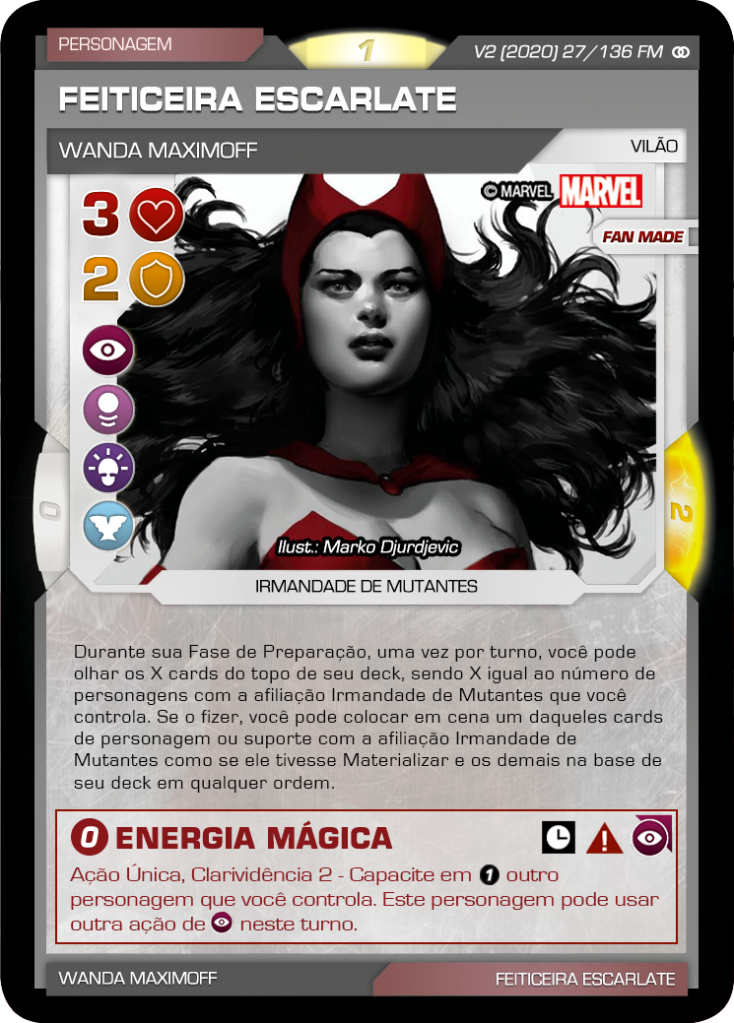 PERSONAGEM
1
V2 (2020) 27/136 FM
FEITICEIRA ESCARLATE
WANDA MAXIMOFF
VILÃO
© MARVEL MARVEL
3
FAN MADE
2
0
2
Ilust.: Marko Djurdjevic
IRMANDADE DE MUTANTES
Durante sua Fase de Preparação, uma vez por turno, você pode
olhar os X cards do topo de seu deck, sendo X igual ao número de
personagens com a afiliação Irmandade de Mutantes que você
controla. Se o fizer, você pode colocar em cena um daqueles cards
de personagem ou suporte com a afiliação Irmandade de
Mutantes como se ele tivesse Materializar e os demais na base de
seu deck em qualquer ordem.
0 ENERGIA MÁGICA
Ação Única, Clarividência 2 - Capacite em 1 outro
personagem que você controla. Este personagem pode usar
outra ação de neste turno.
WANDA MAXIMOFF
FEITICEIRA ESCARLATE